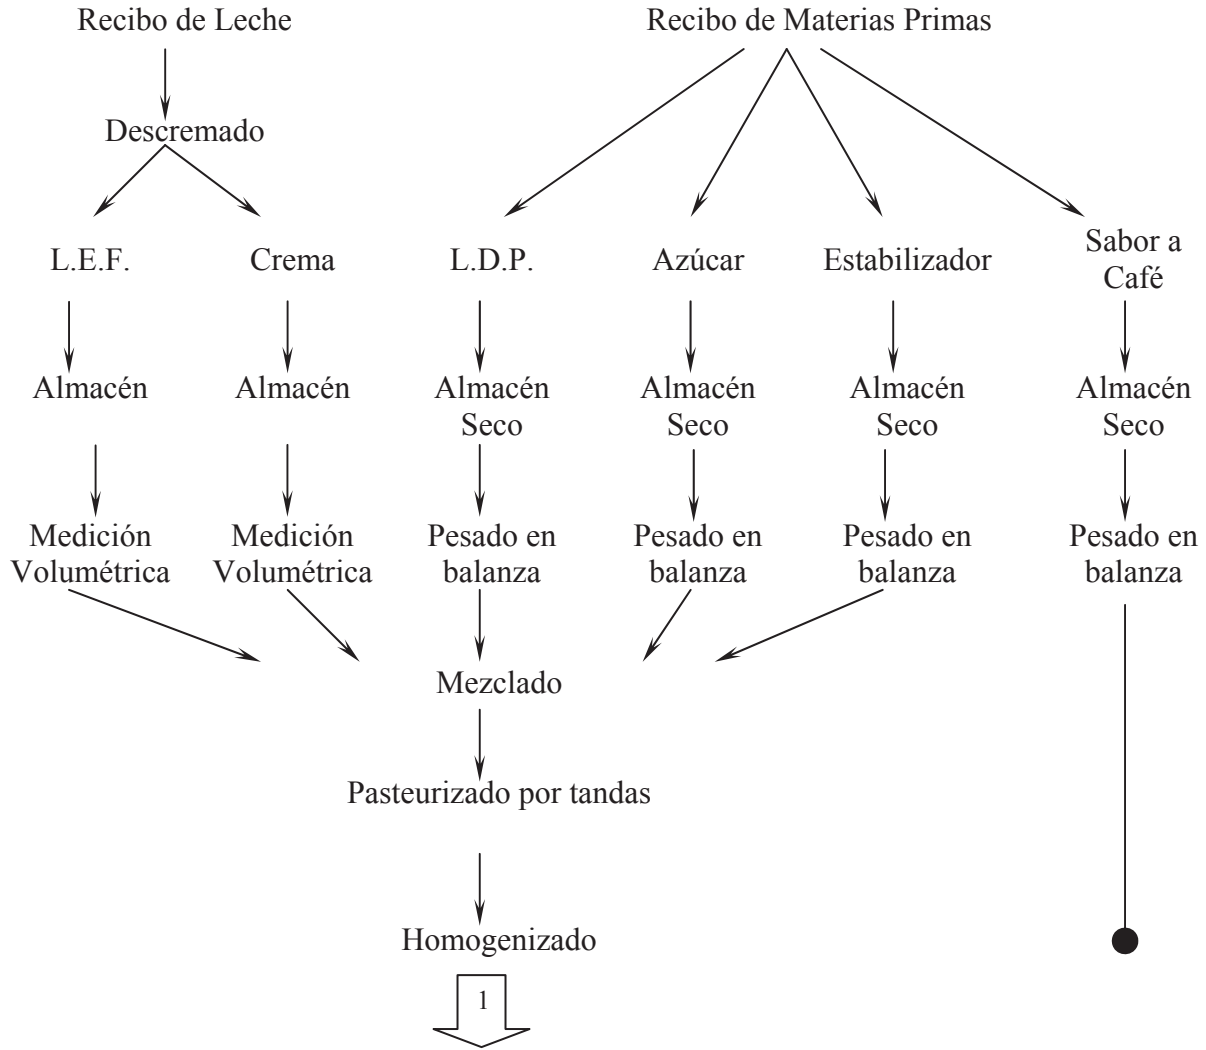 Recibo de Leche
Recibo de Materias Primas
Descremado
L.E.F.
Crema
L.D.P.
Azúcar
Estabilizador
Sabor a
Café
Almacén
Almacén
Almacén
Seco
Almacén
Seco
Almacén
Seco
Almacén
Seco
Medición
Volumétrica
Medición
Volumétrica
Pesado en
balanza
Pesado en
balanza
Pesado en
balanza
Pesado en
balanza
Mezclado
Pasteurizado por tandas
Homogenizado
1